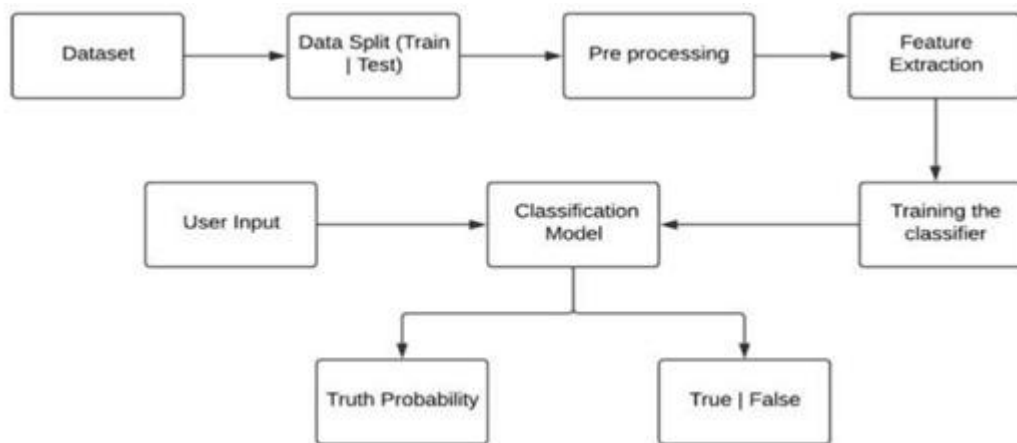 Dataset
Data Split (Train
| Test)
Pre processing
Feature
Extraction
User Input
Classification
Model
Training the
classifier
Truth Probability
True | False